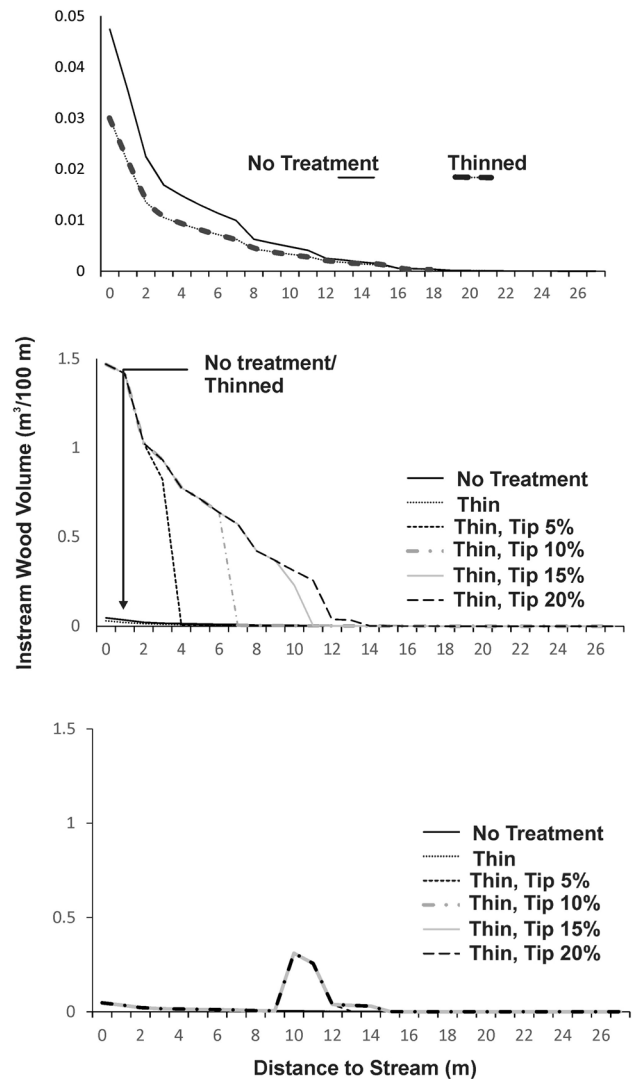 0.05
0.04
0.03
0.02
0.01
0
No Treatment
Thinned
0 2 4 6 8 10 12 14 16 18 20 22 24 26
Instream Wood Volume (m³/100 m)
1.5
1
0.5
0
No treatment/
Thinned
No Treatment
Thin
Thin, Tip 5%
Thin, Tip 10%
Thin, Tip 15%
Thin, Tip 20%
0 2 4 6 8 10 12 14 16 18 20 22 24 26
1.5
1
0.5
0
No Treatment
Thin
Thin, Tip 5%
Thin, Tip 10%
Thin, Tip 15%
Thin, Tip 20%
0 2 4 6 8 10 12 14 16 18 20 22 24 26
Distance to Stream (m)